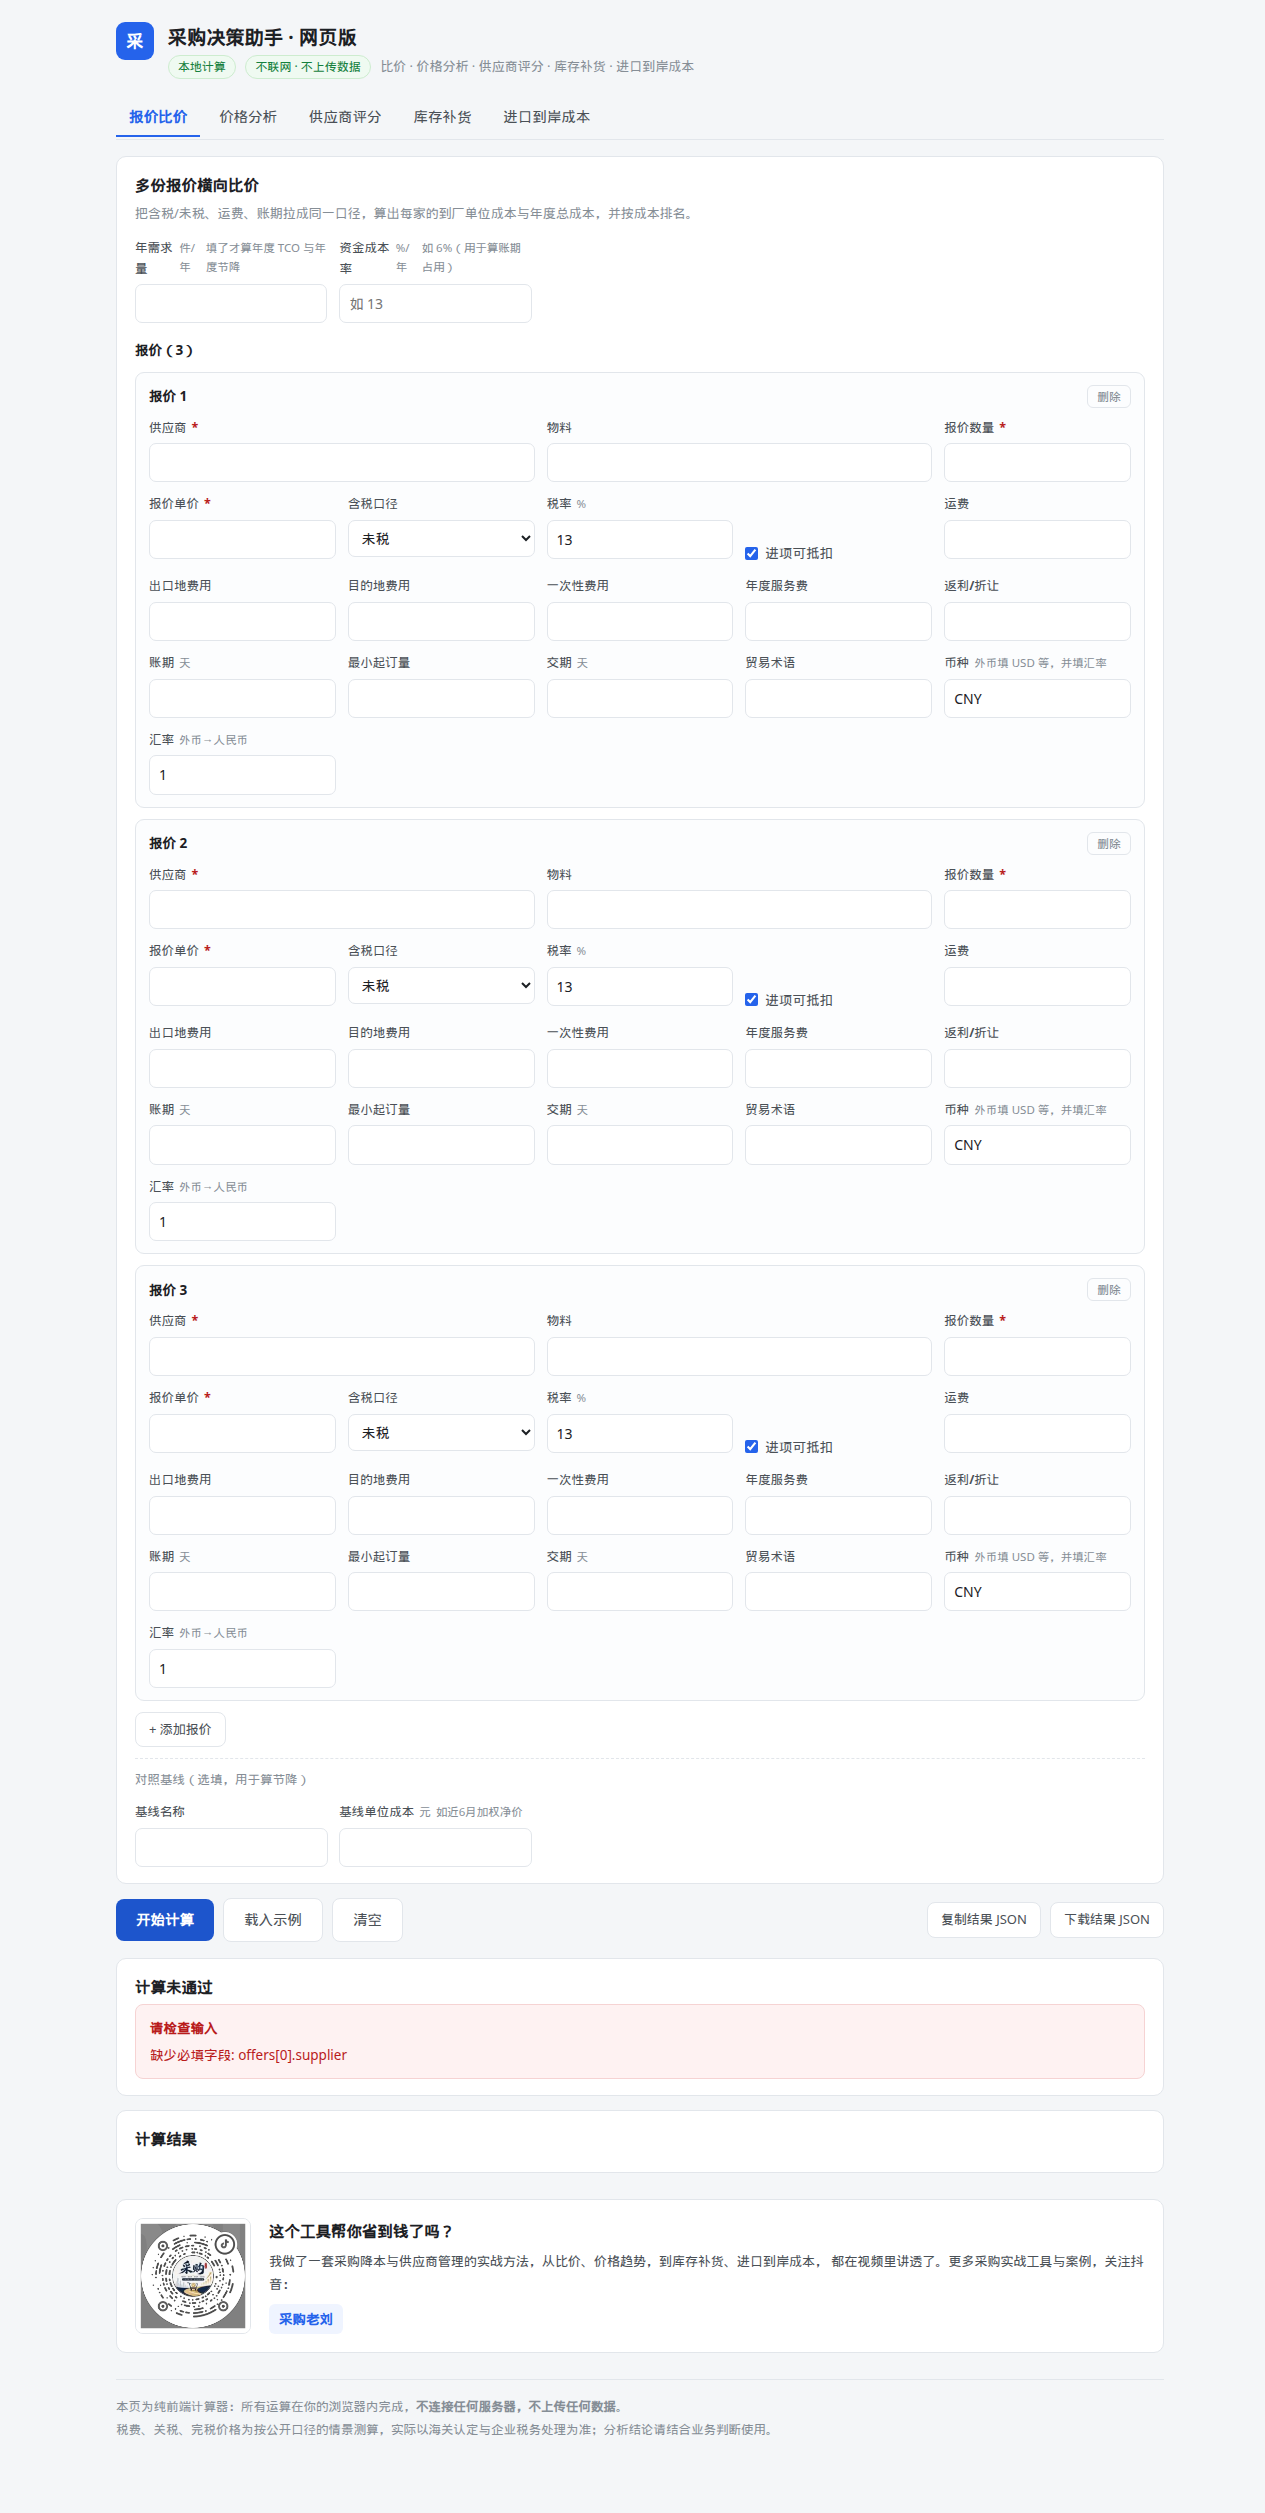 采
采购决策助手 · 网页版
本地计算 不联网 · 不上传数据 比价 · 价格分析 · 供应商评分 · 库存补货 · 进口到岸成本
报价比价 价格分析 供应商评分 库存补货 进口到岸成本
多份报价横向比价
把含税/未税、运费、账期拉成同一口径，算出每家的到厂单位成本与年度总成本，并按成本排名。
年需求量 件/年 填了才算年度 TCO 与年度节降 资金成本率 %/年 如 6%（用于算账期占用）
如 13
报价（3）
报价 1 删除
供应商 * 物料 报价数量 *
报价单价 * 含税口径 税率 % 运费
未税 13 进项可抵扣
出口地费用 目的地费用 一次性费用 年度服务费 返利/折让
账期 天 最小起订量 交期 天 贸易术语 币种 外币填 USD 等，并填汇率
CNY
汇率 外币→人民币
1
报价 2 删除
供应商 * 物料 报价数量 *
报价单价 * 含税口径 税率 % 运费
未税 13 进项可抵扣
出口地费用 目的地费用 一次性费用 年度服务费 返利/折让
账期 天 最小起订量 交期 天 贸易术语 币种 外币填 USD 等，并填汇率
CNY
汇率 外币→人民币
1
报价 3 删除
供应商 * 物料 报价数量 *
报价单价 * 含税口径 税率 % 运费
未税 13 进项可抵扣
出口地费用 目的地费用 一次性费用 年度服务费 返利/折让
账期 天 最小起订量 交期 天 贸易术语 币种 外币填 USD 等，并填汇率
CNY
汇率 外币→人民币
1
+ 添加报价
对照基线（选填，用于算节降）
基线名称 基线单位成本 元 如近6月加权净价
开始计算 载入示例 清空 复制结果 JSON 下载结果 JSON
计算未通过
请检查输入
缺少必填字段: offers[0].supplier
计算结果
采购
这个工具帮你省到钱了吗？
我做了一套采购降本与供应商管理的实战方法，从比价、价格趋势，到库存补货、进口到岸成本， 都在视频里讲透了。更多采购实战工具与案例，关注抖
音：
采购老刘
本页为纯前端计算器：所有运算在你的浏览器内完成，不连接任何服务器，不上传任何数据。
税费、关税、完税价格为按公开口径的情景测算，实际以海关认定与企业税务处理为准；分析结论请结合业务判断使用。